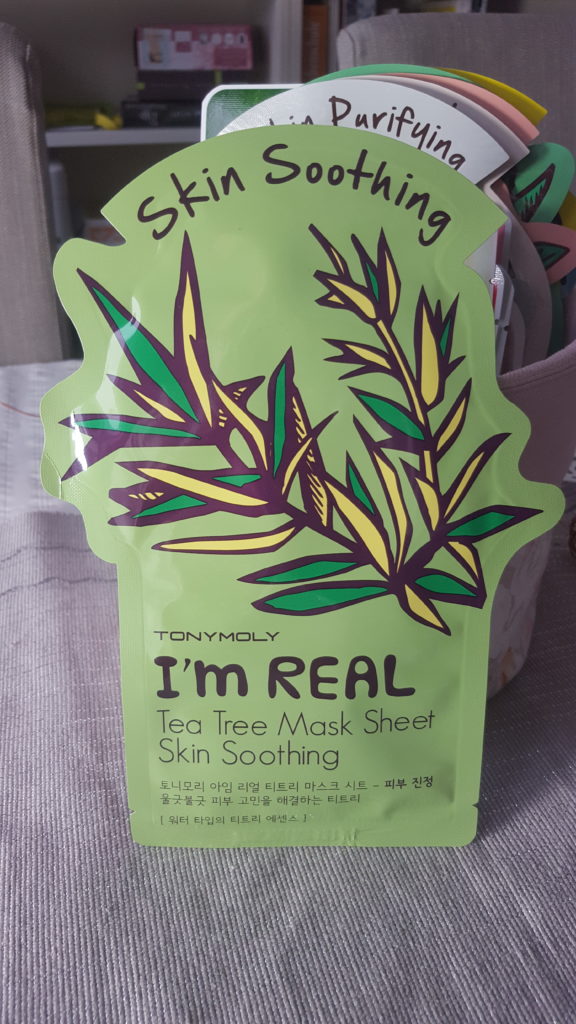 Skin Purifying
Skin Soothing
TONYMOLY
I'm REAL
Tea Tree Mask Sheet
Skin Soothing
토니모리 아임 리얼 티트리 마스크 시트 – 피부 진정
울긋불긋 피부 고민을 해결하는 티트리
[ 워터 타입의 티트리 에센스 ]